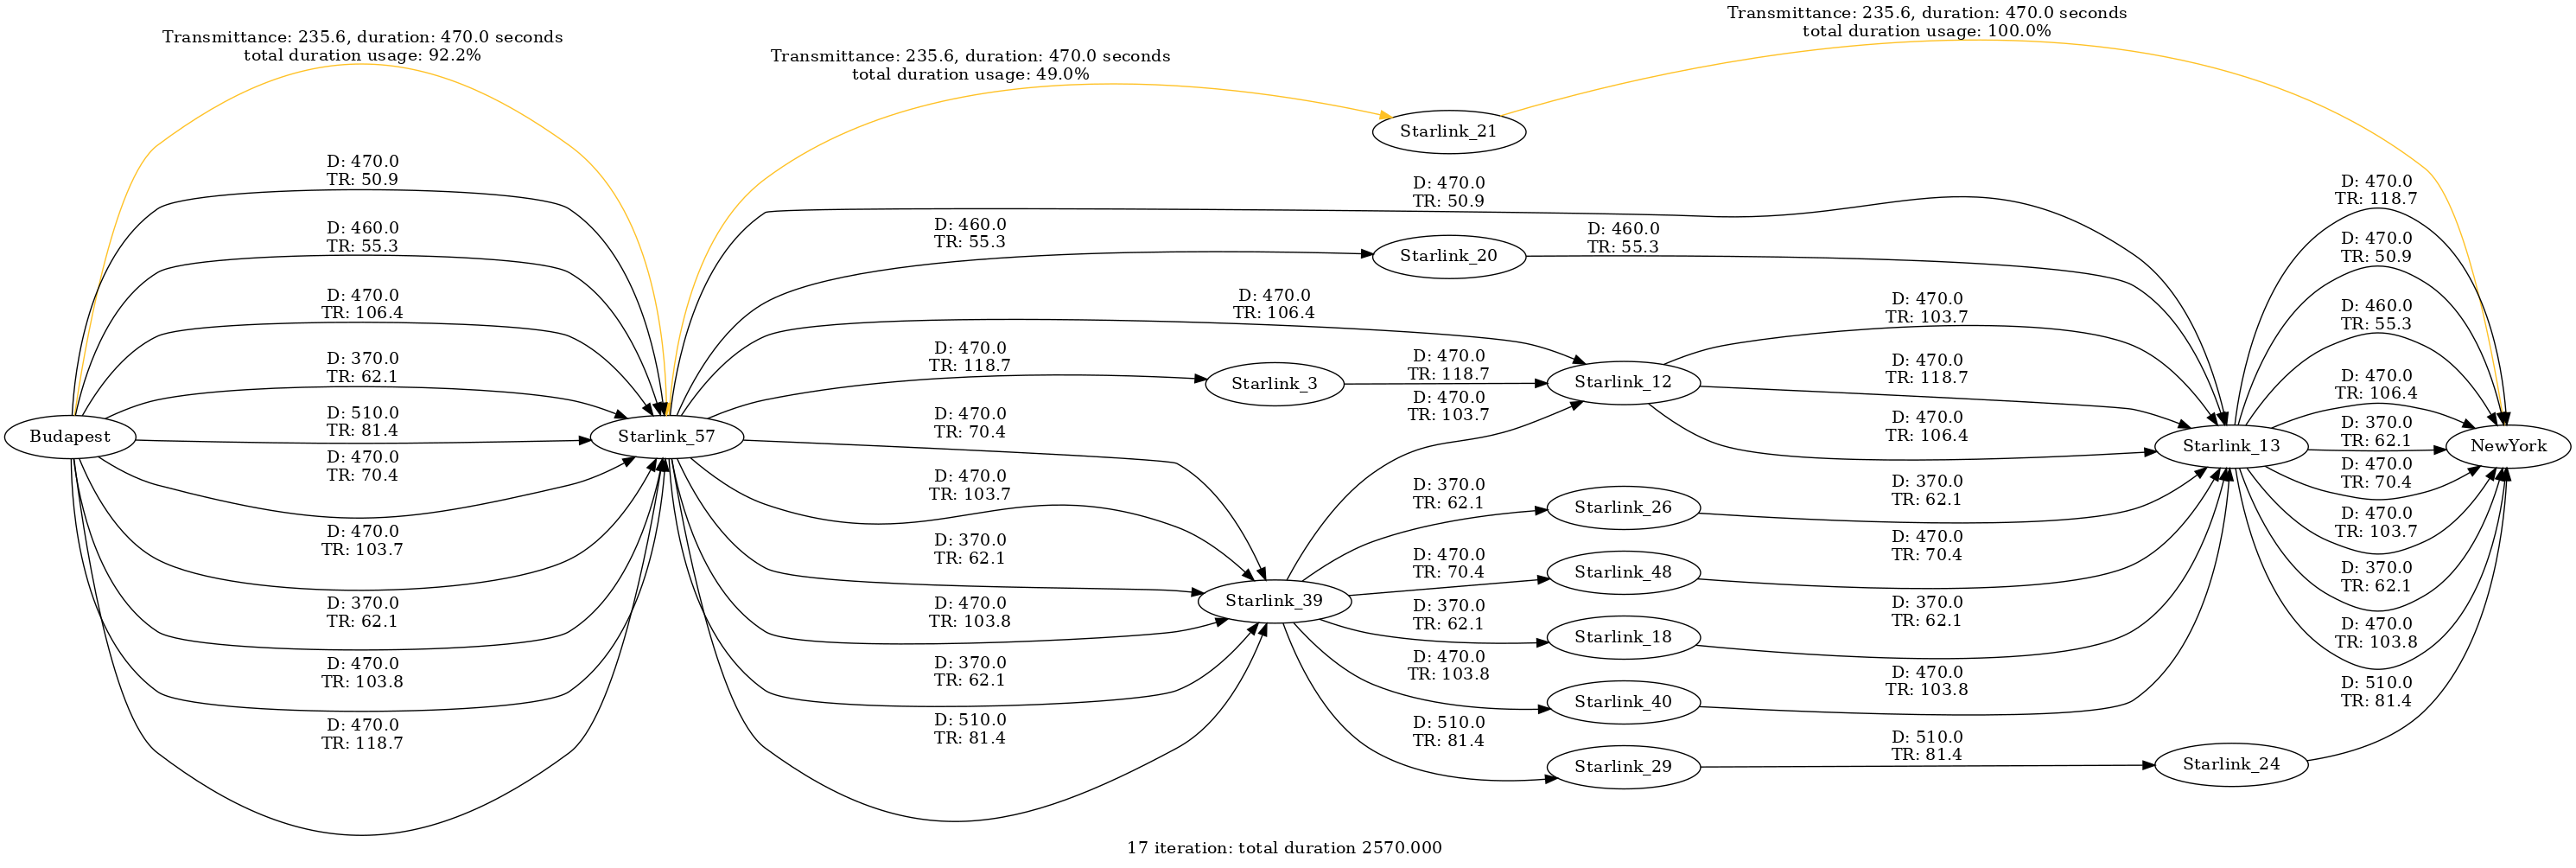 Transmittance: 235.6, duration: 470.0 seconds
total duration usage: 92.2%
Transmittance: 235.6, duration: 470.0 seconds
total duration usage: 49.0%
Transmittance: 235.6, duration: 470.0 seconds
total duration usage: 100.0%
Budapest
D: 470.0
TR: 50.9
D: 460.0
TR: 55.3
D: 470.0
TR: 106.4
D: 370.0
TR: 62.1
D: 510.0
TR: 81.4
D: 470.0
TR: 70.4
D: 470.0
TR: 103.7
D: 370.0
TR: 62.1
D: 470.0
TR: 103.8
D: 470.0
TR: 118.7
Starlink_57
D: 460.0
TR: 55.3
D: 470.0
TR: 118.7
D: 470.0
TR: 70.4
D: 470.0
TR: 103.7
D: 370.0
TR: 62.1
D: 470.0
TR: 103.8
D: 370.0
TR: 62.1
D: 510.0
TR: 81.4
D: 470.0
TR: 106.4
Starlink_3
Starlink_39
Starlink_21
D: 470.0
TR: 50.9
Starlink_20
D: 470.0
TR: 118.7
D: 470.0
TR: 103.7
D: 370.0
TR: 62.1
D: 470.0
TR: 70.4
D: 370.0
TR: 62.1
D: 470.0
TR: 103.8
D: 510.0
TR: 81.4
D: 460.0
TR: 55.3
Starlink_12
Starlink_26
Starlink_48
Starlink_18
Starlink_40
Starlink_29
D: 470.0
TR: 103.7
D: 470.0
TR: 118.7
D: 470.0
TR: 106.4
D: 370.0
TR: 62.1
D: 470.0
TR: 70.4
D: 370.0
TR: 62.1
D: 470.0
TR: 103.8
D: 510.0
TR: 81.4
Starlink_13
Starlink_24
D: 470.0
TR: 118.7
D: 470.0
TR: 50.9
D: 460.0
TR: 55.3
D: 470.0
TR: 106.4
D: 370.0
TR: 62.1
D: 470.0
TR: 70.4
D: 470.0
TR: 103.7
D: 370.0
TR: 62.1
D: 470.0
TR: 103.8
D: 510.0
TR: 81.4
NewYork
17 iteration: total duration 2570.000